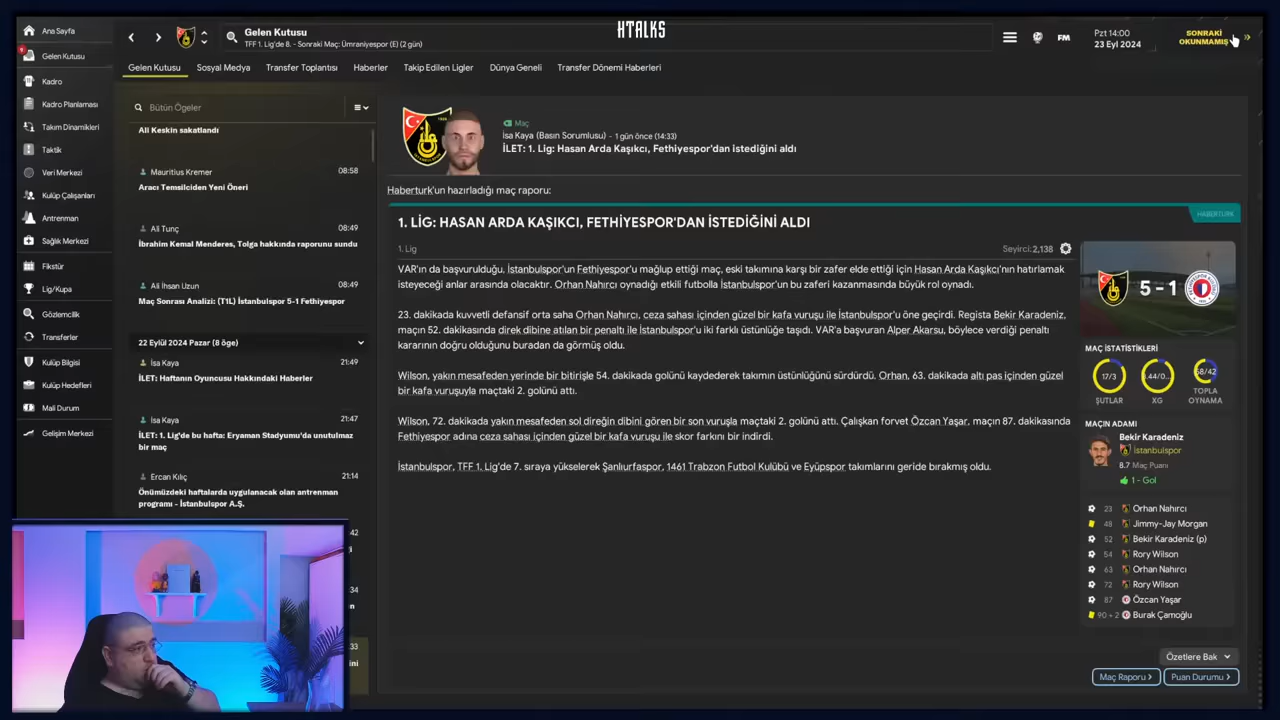 HTALKS
Ana Sayfa
Gelen Kutusu
Kadro
Kadro Planlaması
Takım Dinamikleri
Taktik
Veri Merkezi
Kulüp Çalışanları
Antrenman
Sağlık Merkezi
Fikstür
Lig/Kupa
Gözlemcilik
Transferler
Kulüp Bilgisi
Kulüp Hedefleri
Mali Durum
Gelişim Merkezi
Gelen Kutusu
TFF 1. Lig'de 8. - Sonraki Maç: Ümraniyespor (E) (2 gün)
FM
Pzt 14:00
23 Eyl 2024
SONRAKİ
OKUNMAMIŞ
Gelen Kutusu Sosyal Medya Transfer Toplantısı Haberler Takip Edilen Ligler Dünya Geneli Transfer Dönemi Haberleri
Bütün Ögeler
Ali Keskin sakatlandı
Mauritius Kremer 08:58
Aracı Temsilciden Yeni Öneri
Ali Tunç 08:49
İbrahim Kemal Menderes, Tolga hakkında raporunu sundu
Ali İhsan Uzun 08:49
Maç Sonrası Analizi: (T1L) İstanbulspor 5-1 Fethiyespor
22 Eylül 2024 Pazar (8 öge)
İsa Kaya 21:49
İLET: Haftanın Oyuncusu Hakkındaki Haberler
İsa Kaya 21:47
İLET: 1. Lig'de bu hafta: Eryaman Stadyumu'da unutulmaz
bir maç
Ercan Kılıç 21:14
Önümüzdeki haftalarda uygulanacak olan antrenman
programı - İstanbulspor A.Ş.
Maç
İsa Kaya (Basın Sorumlusu) - 1 gün önce (14:33)
İLET: 1. Lig: Hasan Arda Kaşıkcı, Fethiyespor'dan istediğini aldı
Haberturk'un hazırladığı maç raporu:
HABERTURK
1. LİG: HASAN ARDA KAŞIKCI, FETHİYESPOR'DAN İSTEDİĞİNİ ALDI
1. Lig
Seyirci: 2,138
VAR'ın da başvurulduğu, İstanbulspor'un Fethiyespor'u mağlup ettiği maç, eski takımına karşı bir zafer elde ettiği için Hasan Arda Kaşıkcı'nın hatırlamak
isteyeceği anlar arasında olacaktır. Orhan Nahırcı oynadığı etkili futbolla İstanbulspor'un bu zaferi kazanmasında büyük rol oynadı.
23. dakikada kuvvetli defansif orta saha Orhan Nahırcı, ceza sahası içinden güzel bir kafa vuruşu ile İstanbulspor'u öne geçirdi. Regista Bekir Karadeniz,
maçın 52. dakikasında direk dibine atılan bir penaltı ile İstanbulspor'u iki farklı üstünlüğe taşıdı. VAR'a başvuran Alper Akarsu, böylece verdiği penaltı
kararının doğru olduğunu buradan da görmüş oldu.
Wilson, yakın mesafeden yerinde bir bitirişle 54. dakikada golünü kaydederek takımın üstünlüğünü sürdürdü. Orhan, 63. dakikada altı pas içinden güzel
bir kafa vuruşuyla maçtaki 2. golünü attı.
Wilson, 72. dakikada yakın mesafeden sol direğin dibini gören bir son vuruşla maçtaki 2. golünü attı. Çalışkan forvet Özcan Yaşar, maçın 87. dakikasında
Fethiyespor adına ceza sahası içinden güzel bir kafa vuruşu ile skor farkını bir indirdi.
İstanbulspor, TFF 1. Lig'de 7. sıraya yükselerek Şanlıurfaspor, 1461 Trabzon Futbol Kulübü ve Eyüpspor takımlarını geride bırakmış oldu.
5 - 1
MAÇ İSTATİSTİKLERİ
17/3
58/42
ŞUTLAR
XG
TOPLA
OYNAMA
MAÇIN ADAMI
Bekir Karadeniz
İstanbulspor
8.7 Maç Puanı
1 - Gol
23 Orhan Nahırcı
48 Jimmy-Jay Morgan
52 Bekir Karadeniz (p)
54 Rory Wilson
63 Orhan Nahırcı
72 Rory Wilson
87 Özcan Yaşar
90 + 2 Burak Çamoğlu
Özetlere Bak
Maç Raporu
Puan Durumu